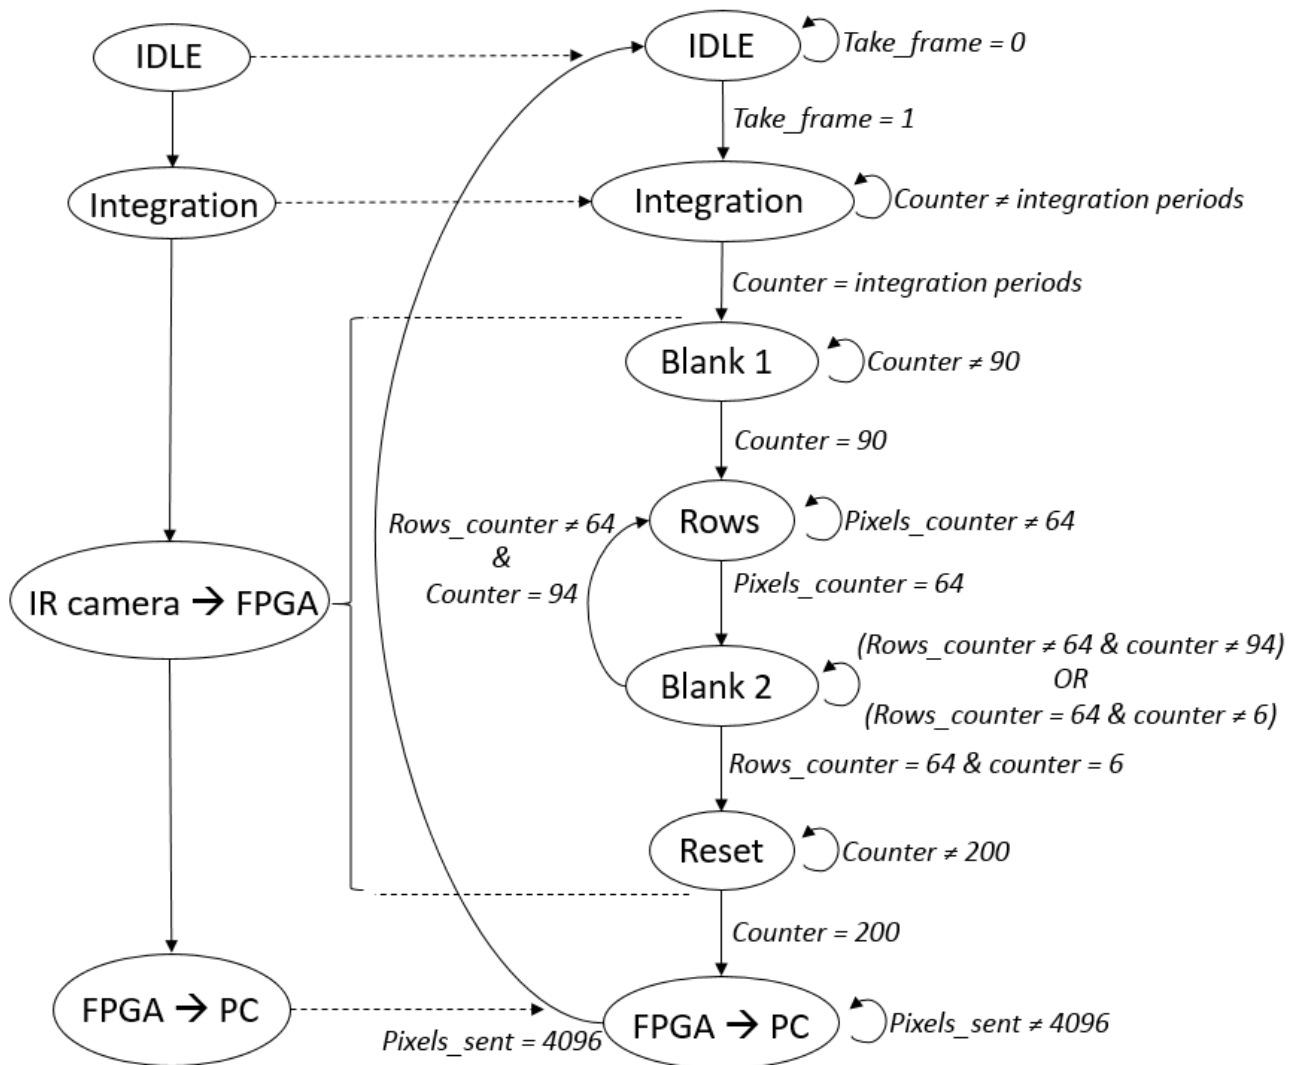 IDLE
Integration
IR camera → FPGA
FPGA → PC
IDLE
Take_frame = 0
Take_frame = 1
Integration
Counter ≠ integration periods
Counter = integration periods
Blank 1
Counter ≠ 90
Counter = 90
Rows
Pixels_counter ≠ 64
Rows_counter ≠ 64
&
Counter = 94
Pixels_counter = 64
Blank 2
(Rows_counter ≠ 64 & counter ≠ 94)
OR
(Rows_counter = 64 & counter ≠ 6)
Rows_counter = 64 & counter = 6
Reset
Counter ≠ 200
Counter = 200
FPGA → PC
Pixels_sent ≠ 4096
Pixels_sent = 4096